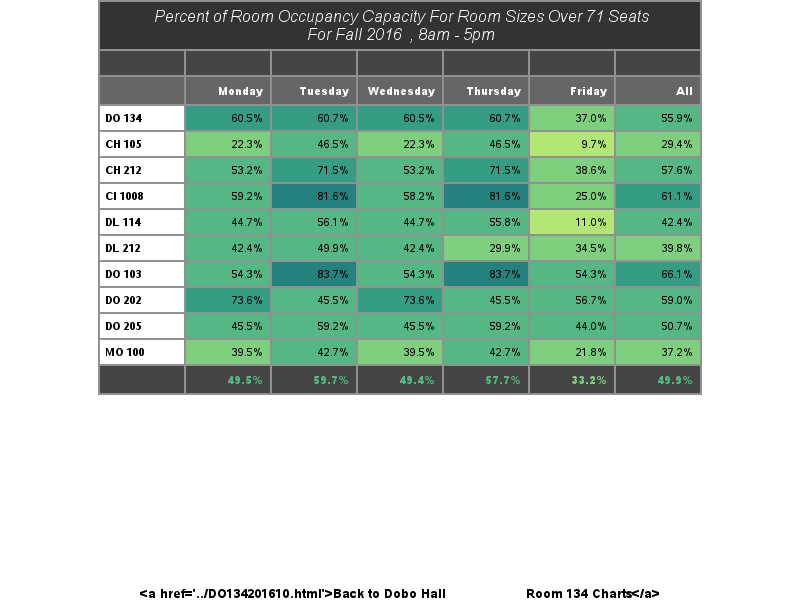 Percent of Room Occupancy Capacity For Room Sizes Over 71 Seats
For Fall 2016 , 8am - 5pm
Monday Tuesday Wednesday Thursday Friday All
DO 134 60.5% 60.7% 60.5% 60.7% 37.0% 55.9%
CH 105 22.3% 46.5% 22.3% 46.5% 9.7% 29.4%
CH 212 53.2% 71.5% 53.2% 71.5% 38.6% 57.6%
CI 1008 59.2% 81.6% 58.2% 81.6% 25.0% 61.1%
DL 114 44.7% 56.1% 44.7% 55.8% 11.0% 42.4%
DL 212 42.4% 49.9% 42.4% 29.9% 34.5% 39.8%
DO 103 54.3% 83.7% 54.3% 83.7% 54.3% 66.1%
DO 202 73.6% 45.5% 73.6% 45.5% 56.7% 59.0%
DO 205 45.5% 59.2% 45.5% 59.2% 44.0% 50.7%
MO 100 39.5% 42.7% 39.5% 42.7% 21.8% 37.2%
49.5% 59.7% 49.4% 57.7% 33.2% 49.9%
<a href='../DO134201610.html'>Back to Dobo Hall Room 134 Charts</a>